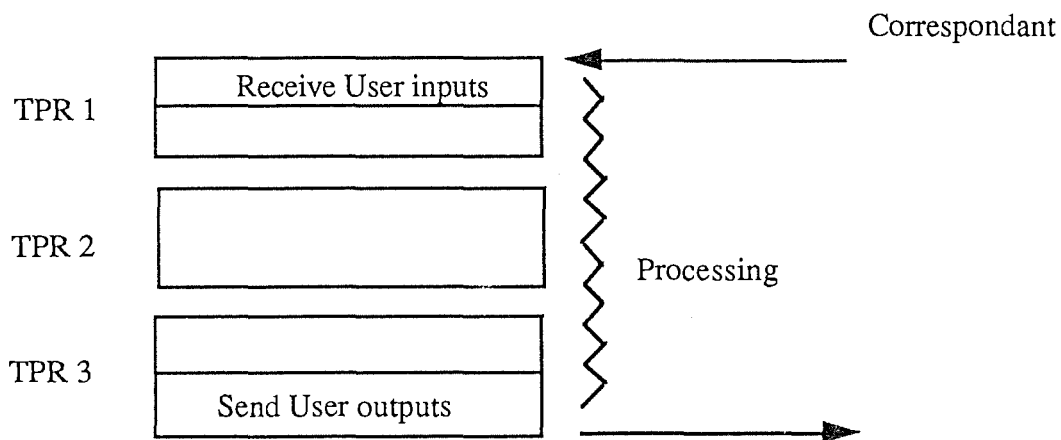 Correspondant
Receive User inputs
TPR 1
TPR 2
Processing
TPR 3
Send User outputs